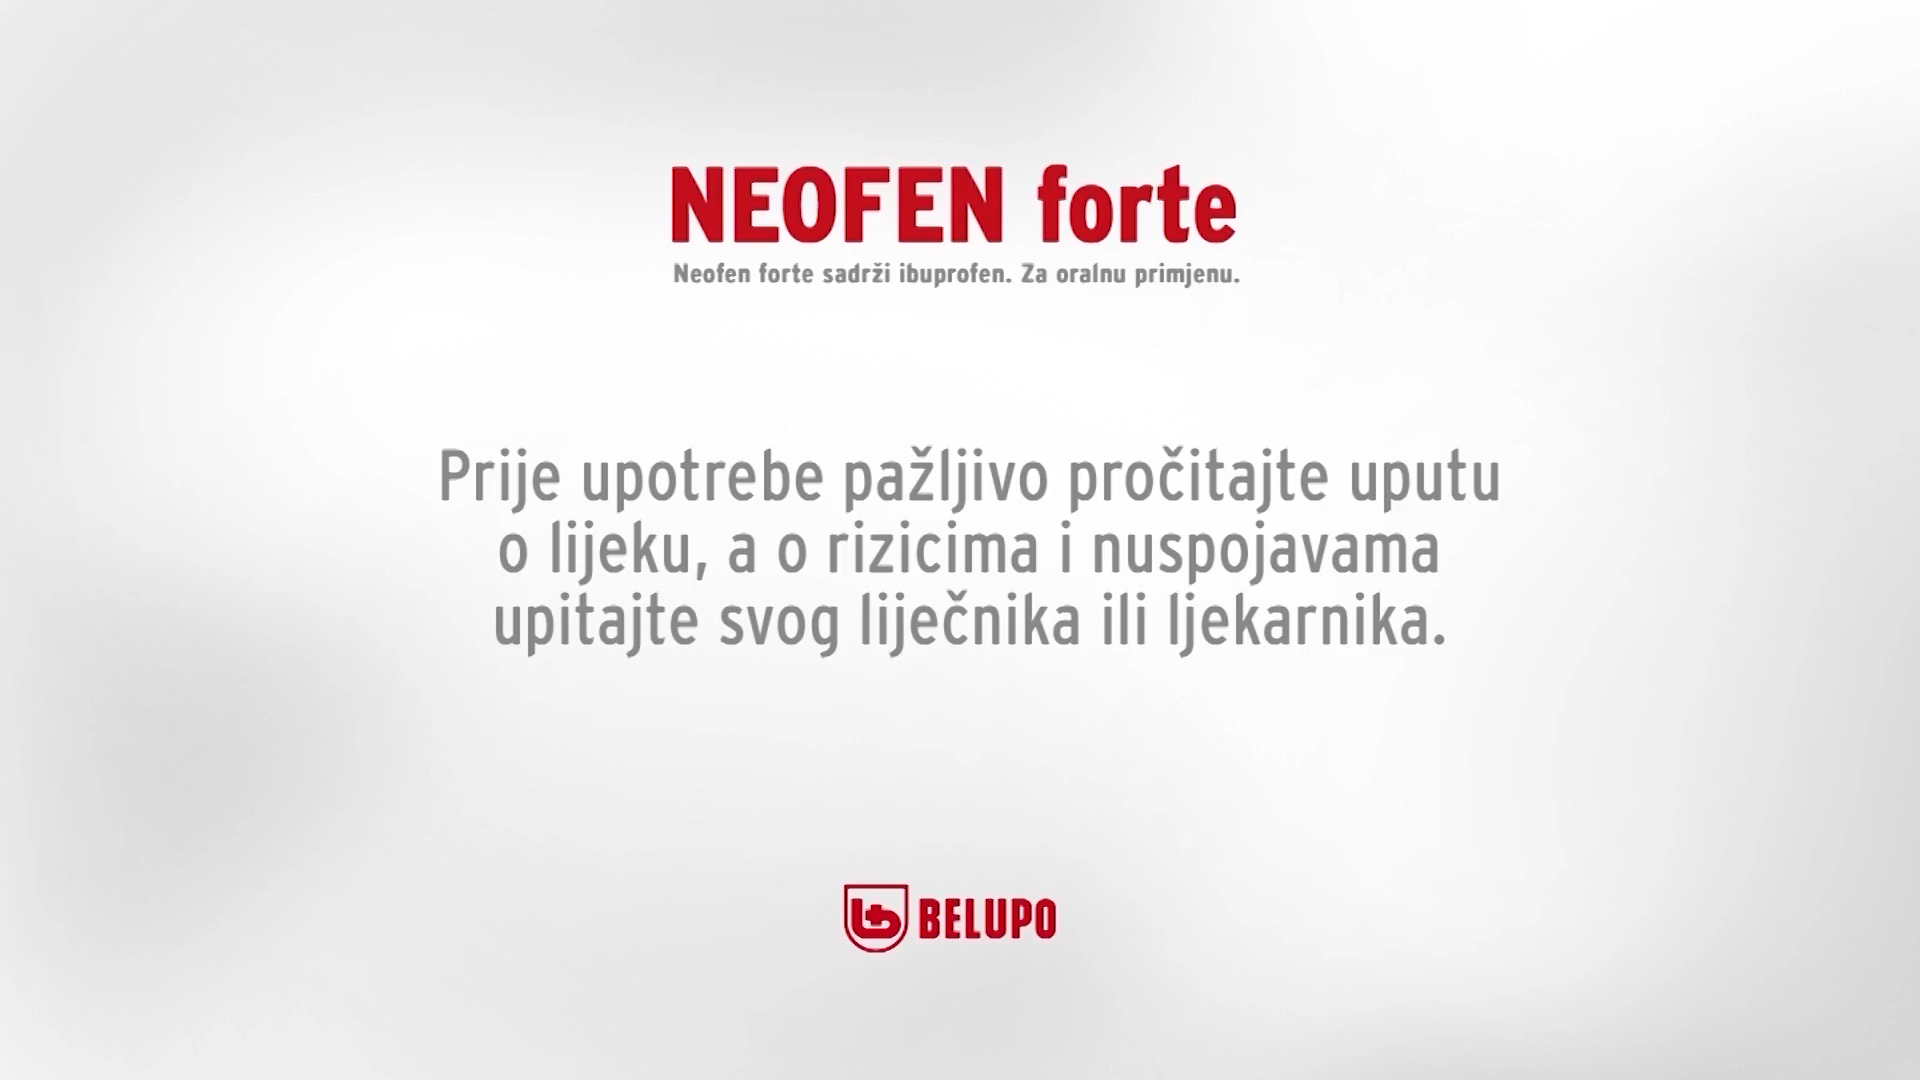 NEOFEN forte
Neofen forte sadrži ibuprofen. Za oralnu primjenu.
Prije upotrebe pažljivo pročitajte uputu
o lijeku, a o rizicima i nuspojavama
upitajte svog liječnika ili ljekarnika.
BELUPO